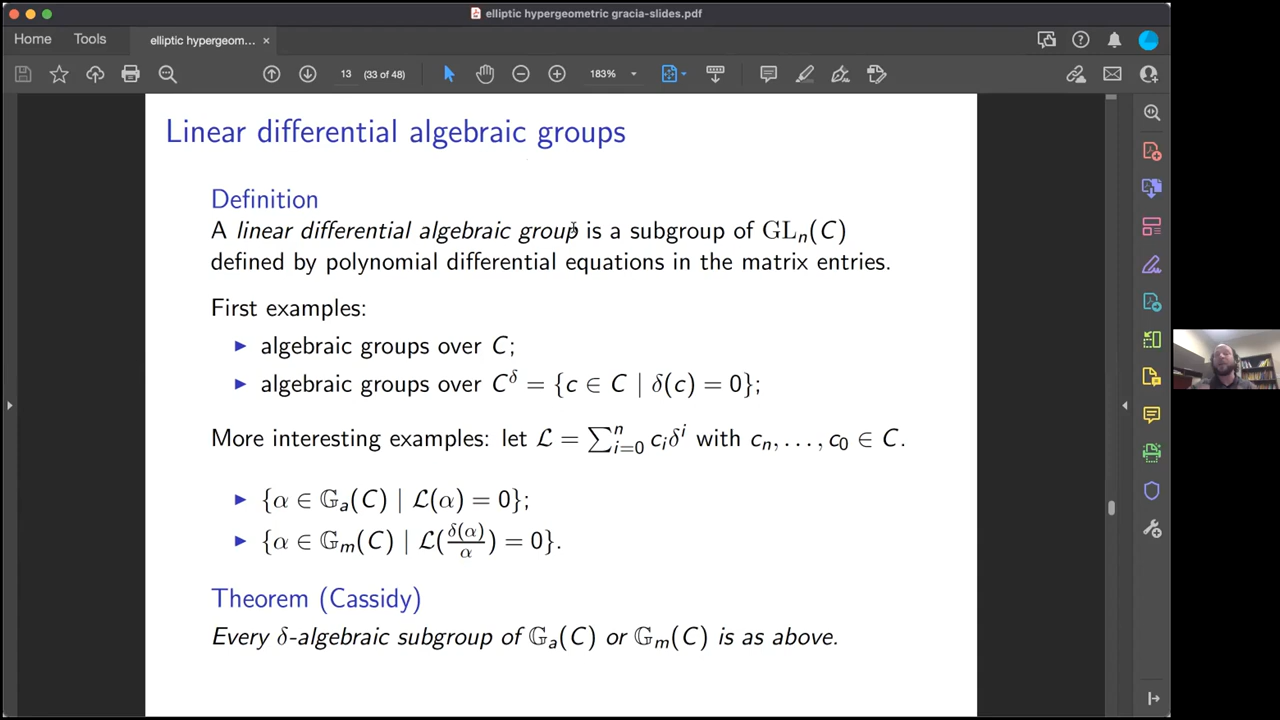 elliptic hypergeometric gracia-slides.pdf
Home Tools elliptic hypergeom... ×
13 (33 of 48) 183%
Linear differential algebraic groups
Definition
A linear differential algebraic group is a subgroup of GLₙ(C)
defined by polynomial differential equations in the matrix entries.
First examples:
▶ algebraic groups over C;
▶ algebraic groups over C^δ = {c ∈ C | δ(c) = 0};
More interesting examples: let ℒ = ∑ⁿᵢ₌₀ cᵢδⁱ with cₙ, . . . , c₀ ∈ C.
▶ {α ∈ 𝔾ₐ(C) | ℒ(α) = 0};
▶ {α ∈ 𝔾ₘ(C) | ℒ(δ(α)/α) = 0}.
Theorem (Cassidy)
Every δ-algebraic subgroup of 𝔾ₐ(C) or 𝔾ₘ(C) is as above.